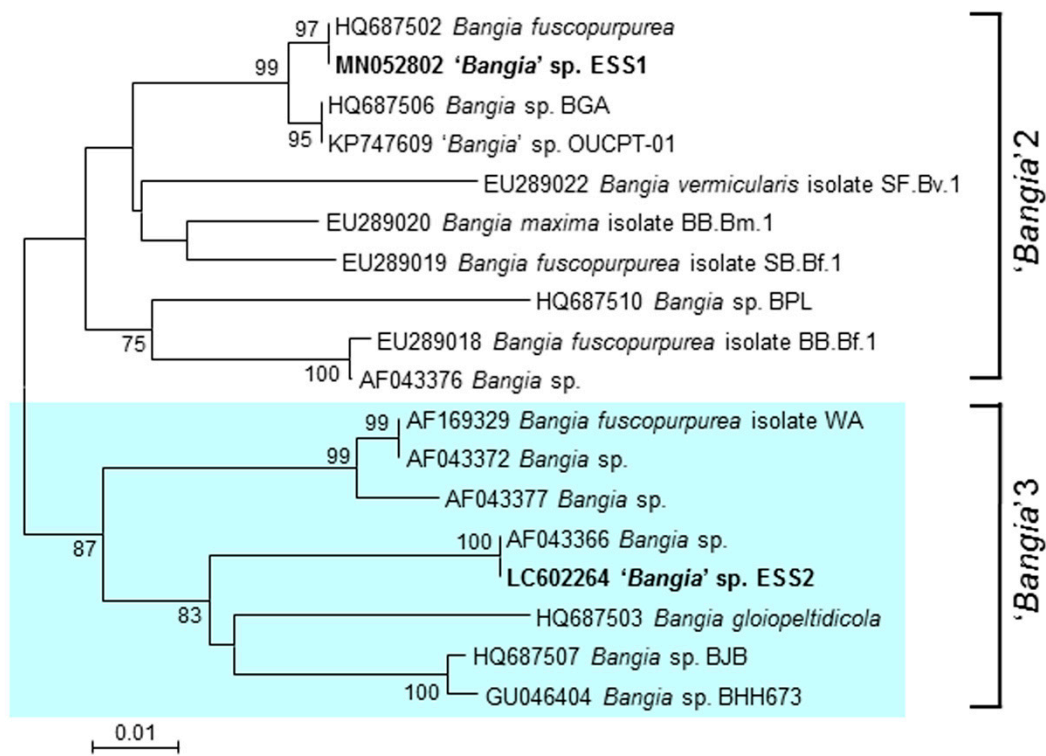 97
HQ687502 Bangia fuscopurpurea
99
MN052802 ‘Bangia’ sp. ESS1
HQ687506 Bangia sp. BGA
95
KP747609 ‘Bangia’ sp. OUCPT-01
EU289022 Bangia vermicularis isolate SF.Bv.1
EU289020 Bangia maxima isolate BB.Bm.1
EU289019 Bangia fuscopurpurea isolate SB.Bf.1
HQ687510 Bangia sp. BPL
75
EU289018 Bangia fuscopurpurea isolate BB.Bf.1
100
AF043376 Bangia sp.
‘Bangia’ 2
99
AF169329 Bangia fuscopurpurea isolate WA
99
AF043372 Bangia sp.
AF043377 Bangia sp.
87
100
AF043366 Bangia sp.
LC602264 ‘Bangia’ sp. ESS2
83
HQ687503 Bangia gloiopeltidicola
HQ687507 Bangia sp. BJB
100
GU046404 Bangia sp. BHH673
‘Bangia’ 3
0.01